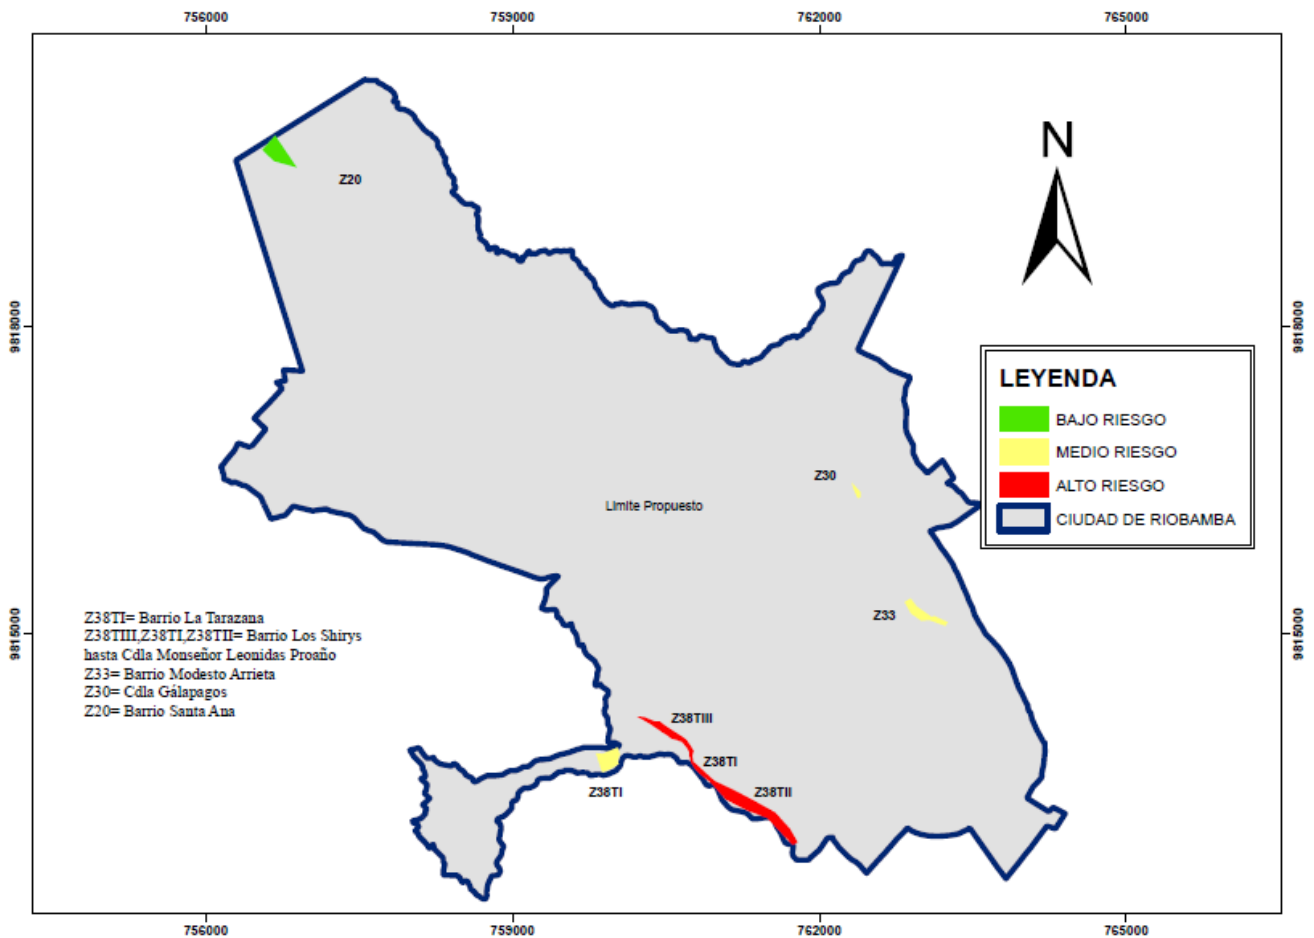 756000
759000
762000
765000
N
Z20
9818000
9818000
LEYENDA
BAJO RIESGO
MEDIO RIESGO
ALTO RIESGO
CIUDAD DE RIOBAMBA
Z30
Limite Propuesto
Z33
9815000
9815000
Z38TI= Barrio La Tarazana
Z38TIII,Z38TI,Z38TII= Barrio Los Shirys
hasta Cdla Monseñor Leonidas Proaño
Z33= Barrio Modesto Arrieta
Z30= Cdla Gálapagos
Z20= Barrio Santa Ana
Z38TIII
Z38TI
Z38TI
Z38TII
756000
759000
762000
765000